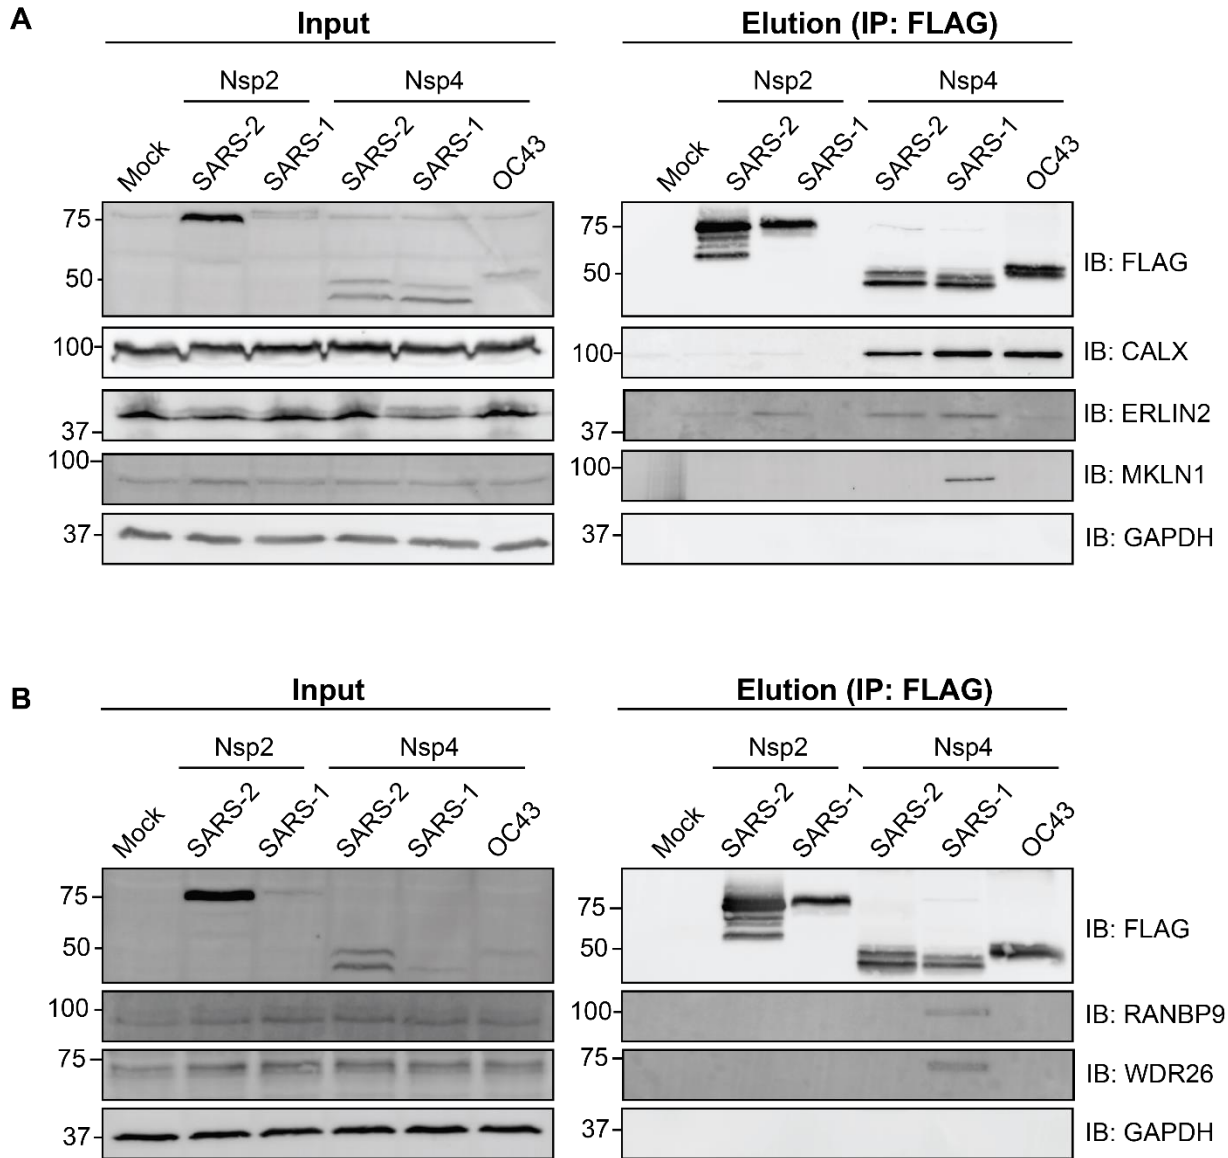 A
Input
Elution (IP: FLAG)
Nsp2 Nsp4
Nsp2 Nsp4
Mock SARS-2 SARS-1 SARS-2 SARS-1 OC43
Mock SARS-2 SARS-1 SARS-2 SARS-1 OC43
75
50
75
50
IB: FLAG
100
100
IB: CALX
37
37
IB: ERLIN2
100
100
IB: MKLN1
37
37
IB: GAPDH
B
Input
Elution (IP: FLAG)
Nsp2 Nsp4
Nsp2 Nsp4
Mock SARS-2 SARS-1 SARS-2 SARS-1 OC43
Mock SARS-2 SARS-1 SARS-2 SARS-1 OC43
75
50
75
50
IB: FLAG
100
100
IB: RANBP9
75
75
IB: WDR26
37
37
IB: GAPDH